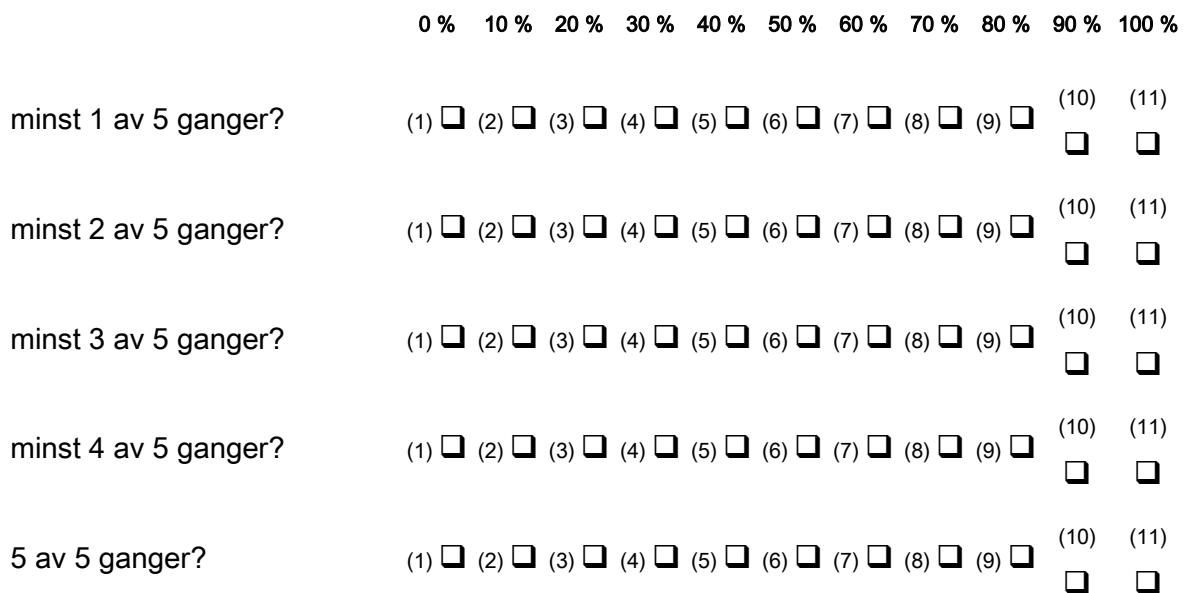 0 % 10 % 20 % 30 % 40 % 50 % 60 % 70 % 80 % 90 % 100 %
minst 1 av 5 ganger? (1) ❑ (2) ❑ (3) ❑ (4) ❑ (5) ❑ (6) ❑ (7) ❑ (8) ❑ (9) ❑ (10) ❑ (11) ❑
minst 2 av 5 ganger? (1) ❑ (2) ❑ (3) ❑ (4) ❑ (5) ❑ (6) ❑ (7) ❑ (8) ❑ (9) ❑ (10) ❑ (11) ❑
minst 3 av 5 ganger? (1) ❑ (2) ❑ (3) ❑ (4) ❑ (5) ❑ (6) ❑ (7) ❑ (8) ❑ (9) ❑ (10) ❑ (11) ❑
minst 4 av 5 ganger? (1) ❑ (2) ❑ (3) ❑ (4) ❑ (5) ❑ (6) ❑ (7) ❑ (8) ❑ (9) ❑ (10) ❑ (11) ❑
5 av 5 ganger? (1) ❑ (2) ❑ (3) ❑ (4) ❑ (5) ❑ (6) ❑ (7) ❑ (8) ❑ (9) ❑ (10) ❑ (11) ❑